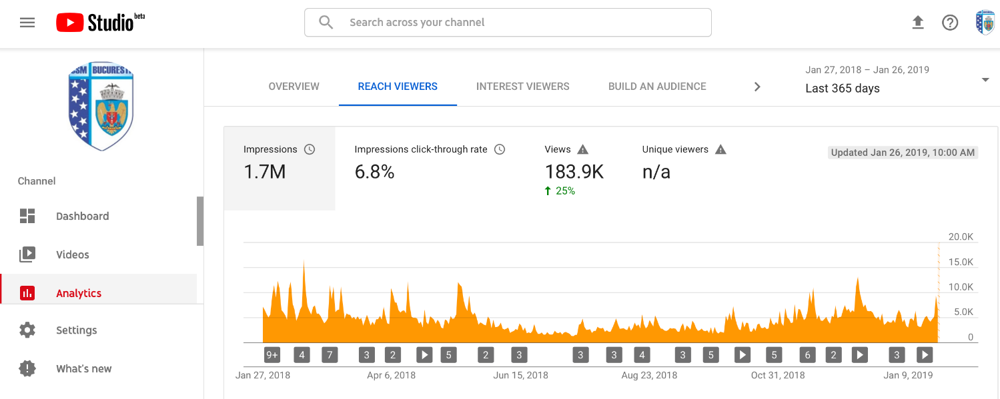 Studio beta
Search across your channel
CSM BUCURESTI
OVERVIEW
REACH VIEWERS
INTEREST VIEWERS
BUILD AN AUDIENCE
Jan 27, 2018 – Jan 26, 2019
Last 365 days
Channel
Dashboard
Videos
Analytics
Settings
What's new
Impressions
1.7M
Impressions click-through rate
6.8%
Views
183.9K
25%
Unique viewers
n/a
Updated Jan 26, 2019, 10:00 AM
20.0K
15.0K
10.0K
5.0K
0
9+ 4 7 3 2 5 2 3 3 3 4 3 5 5 6 2 3
Jan 27, 2018 Apr 6, 2018 Jun 15, 2018 Aug 23, 2018 Oct 31, 2018 Jan 9, 2019